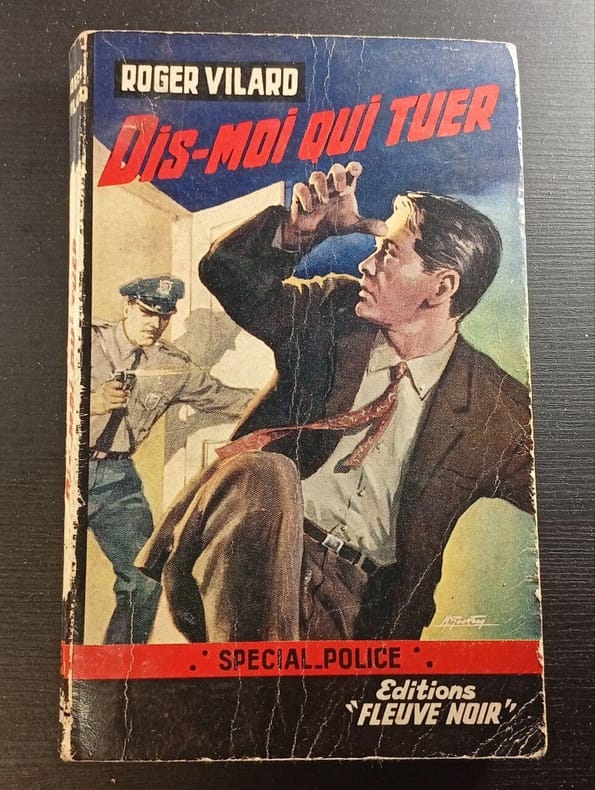 ROGER VILARD
DiS-MOi QUi TUER
SPECIAL-POLICE
Editions
"FLEUVE NOIR"